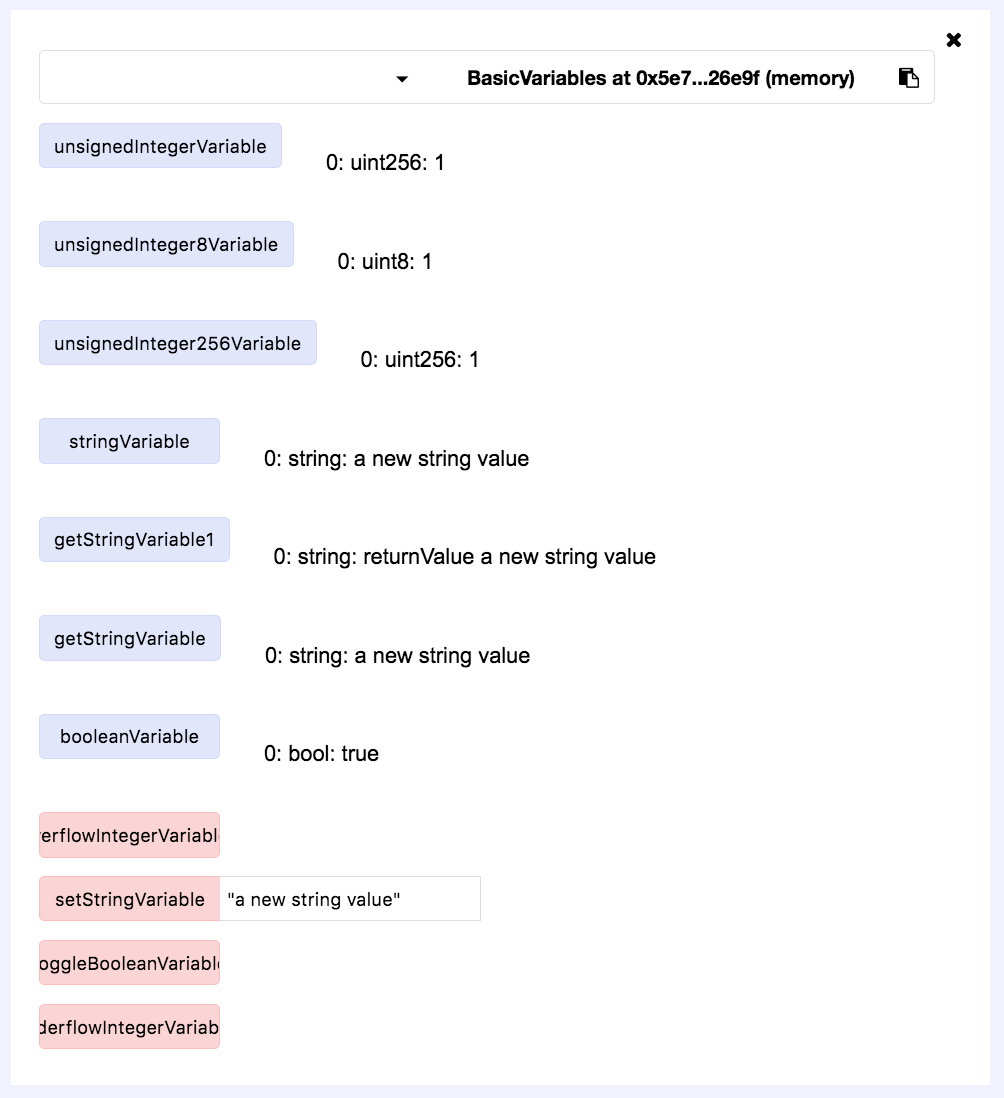 BasicVariables at 0x5e7...26e9f (memory)
unsignedIntegerVariable
0: uint256: 1
unsignedInteger8Variable
0: uint8: 1
unsignedInteger256Variable
0: uint256: 1
stringVariable
0: string: a new string value
getStringVariable1
0: string: returnValue a new string value
getStringVariable
0: string: a new string value
booleanVariable
0: bool: true
erflowIntegerVariabl
setStringVariable "a new string value"
oggleBooleanVariabl
derflowIntegerVariab